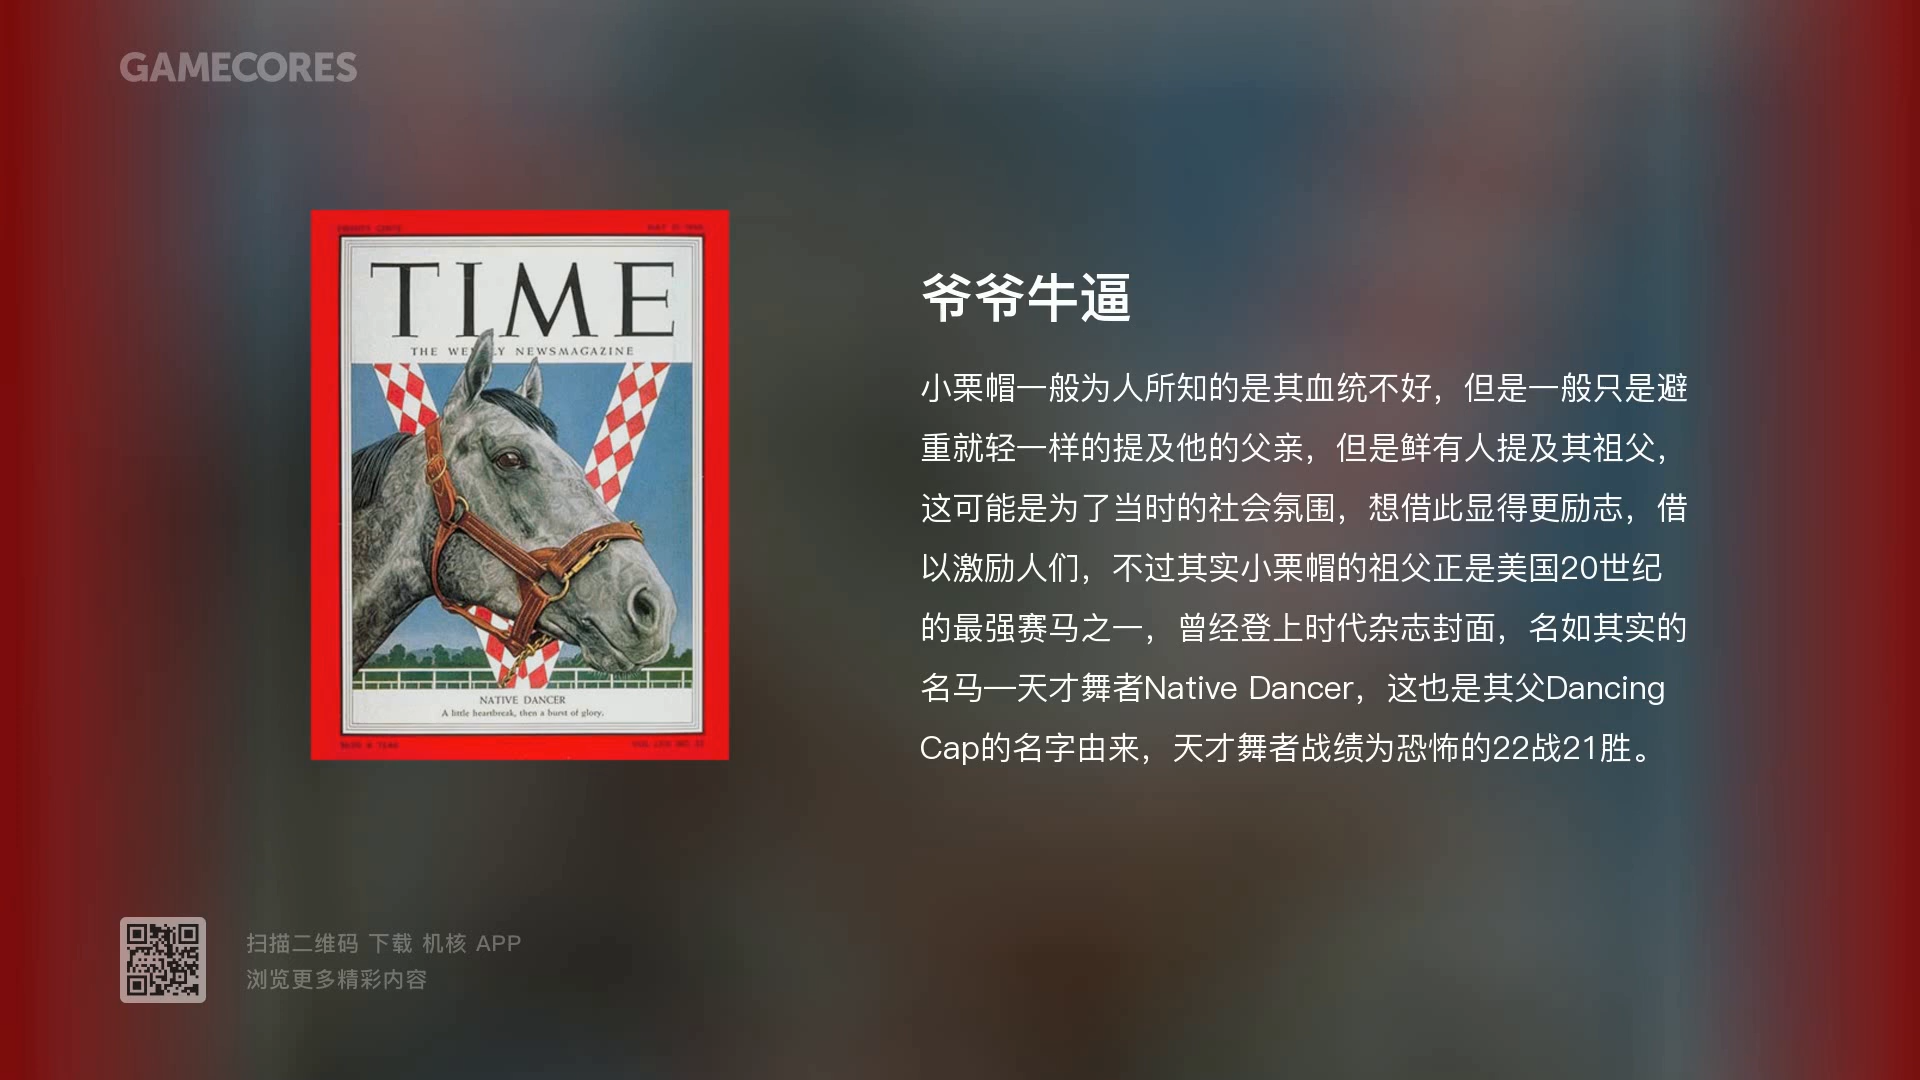 GAMECORES
TWENTY CENTS
MAY 31, 1954
TIME
THE WEEKLY NEWSMAGAZINE
NATIVE DANCER
A little heartbreak, then a burst of glory.
爷爷牛逼
小栗帽一般为人所知的是其血统不好，但是一般只是避
重就轻一样的提及他的父亲，但是鲜有人提及其祖父，
这可能是为了当时的社会氛围，想借此显得更励志，借
以激励人们，不过其实小栗帽的祖父正是美国20世纪
的最强赛马之一，曾经登上时代杂志封面，名如其实的
名马—天才舞者Native Dancer，这也是其父Dancing
Cap的名字由来，天才舞者战绩为恐怖的22战21胜。
扫描二维码 下载 机核 APP
浏览更多精彩内容